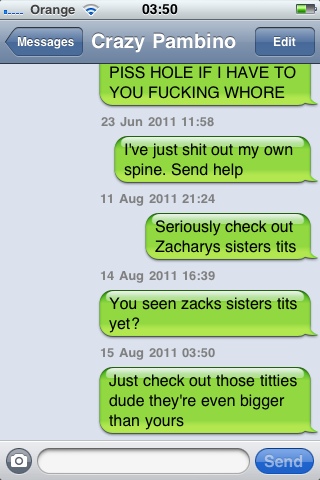 Orange 03:50
Messages Crazy Pambino Edit
PISS HOLE IF I HAVE TO
YOU FUCKING WHORE
23 Jun 2011 11:58
I've just shit out my own
spine. Send help
11 Aug 2011 21:24
Seriously check out
Zacharys sisters tits
14 Aug 2011 16:39
You seen zacks sisters tits
yet?
15 Aug 2011 03:50
Just check out those titties
dude they're even bigger
than yours
Send